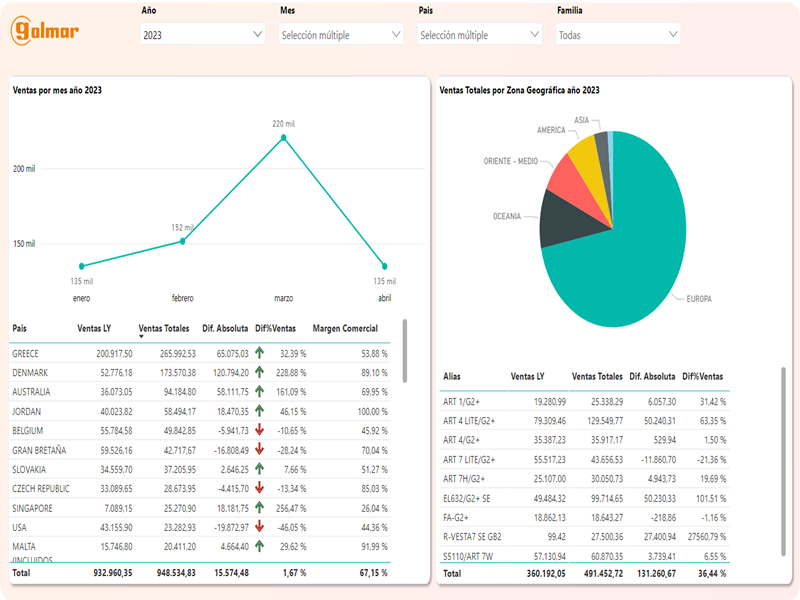 golmar
Año Mes Pais Familia
2023 Selección múltiple Selección múltiple Todas
Ventas por mes año 2023
220 mil
200 mil
152 mil
150 mil
135 mil 135 mil
enero febrero marzo abril
Pais Ventas LY Ventas Totales Dif. Absoluta Dif%Ventas Margen Comercial
GREECE 200.917,50 265.992,53 65.075,03 32.39 % 53.88 %
DENMARK 52.776,18 173.570,38 120.794,20 228.88 % 89.10 %
AUSTRALIA 36.073,05 94.184,80 58.111,75 161.09 % 69.95 %
JORDAN 40.023,82 58.494,17 18.470,35 46.15 % 100.00 %
BELGIUM 55.784,58 49.842,85 -5.941,73 -10.65 % 45.92 %
GRAN BRETAÑA 59.526,16 42.717,67 -16.808,49 -28.24 % 70.04 %
SLOVAKIA 34.559,70 37.205,95 2.646,25 7.66 % 51.27 %
CZECH REPUBLIC 33.089,65 28.673,95 -4.415,70 -13.34 % 85.03 %
SINGAPORE 7.089,15 25.270,90 18.181,75 256.47 % 26.04 %
USA 43.155,90 23.282,93 -19.872,97 -46.05 % 44.36 %
MALTA 15.746,80 20.411,20 4.664,40 29.62 % 91.99 %
(INCLUIDOS
Total 932.960,35 948.534,83 15.574,48 1,67 % 67,15 %
Ventas Totales por Zona Geográfica año 2023
ASIA
AMERICA
ORIENTE - MEDIO
OCEANIA
EUROPA
Alias Ventas LY Ventas Totales Dif. Absoluta Dif%Ventas
ART 1/G2+ 19.280,99 25.338,29 6.057,30 31,42 %
ART 4 LITE/G2+ 79.309,46 129.549,77 50.240,31 63,35 %
ART 4/G2+ 35.387,23 35.917,17 529,94 1,50 %
ART 7 LITE/G2+ 55.517,23 43.656,53 -11.860,70 -21,36 %
ART 7H/G2+ 25.107,00 30.050,73 4.943,73 19,69 %
EL632/G2+ SE 49.484,32 99.714,65 50.230,33 101,51 %
FA-G2+ 18.862,13 18.643,27 -218,86 -1,16 %
R-VESTA7 SE GB2 99,42 27.500,36 27.400,94 27560,79 %
S5110/ART 7W 57.130,94 60.870,35 3.739,41 6,55 %
Total 360.192,05 491.452,72 131.260,67 36,44 %